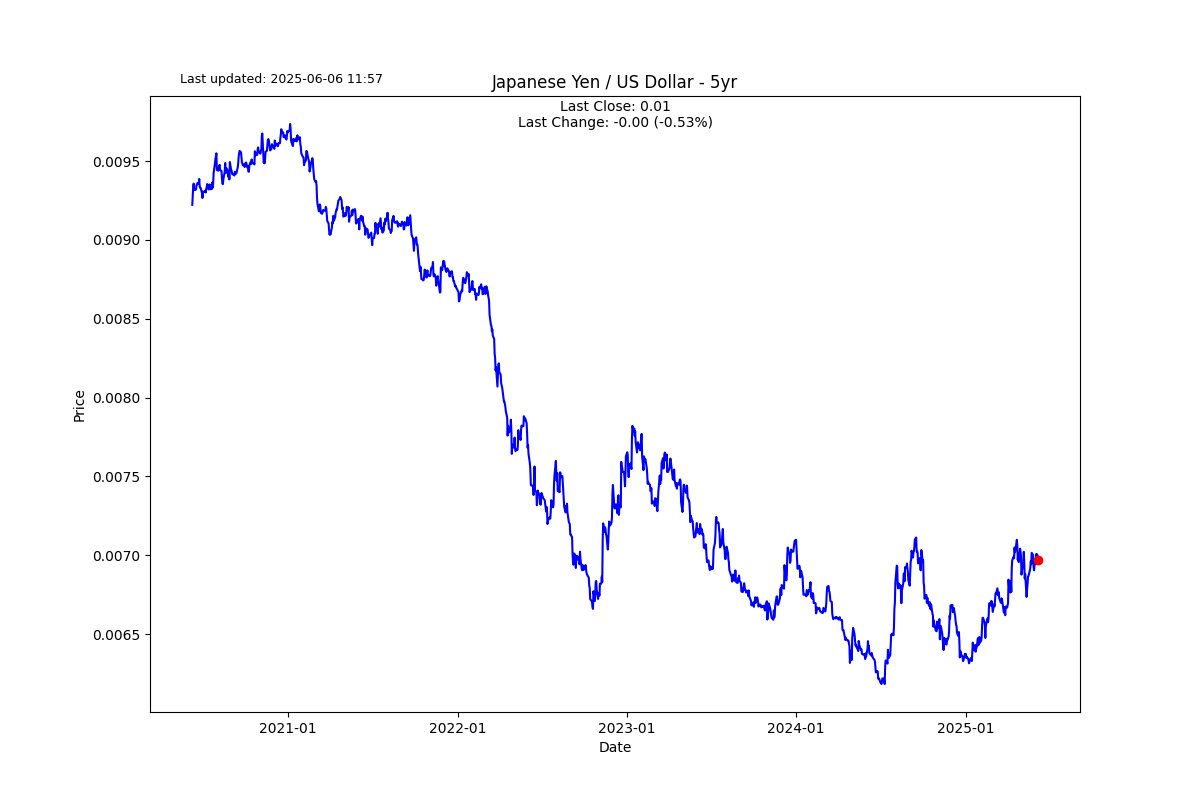 Last updated: 2025-06-06 11:57
Japanese Yen / US Dollar - 5yr
Last Close: 0.01
Last Change: -0.00 (-0.53%)
0.0095
0.0090
0.0085
0.0080
0.0075
0.0070
0.0065
Price
2021-01
2022-01
2023-01
2024-01
2025-01
Date